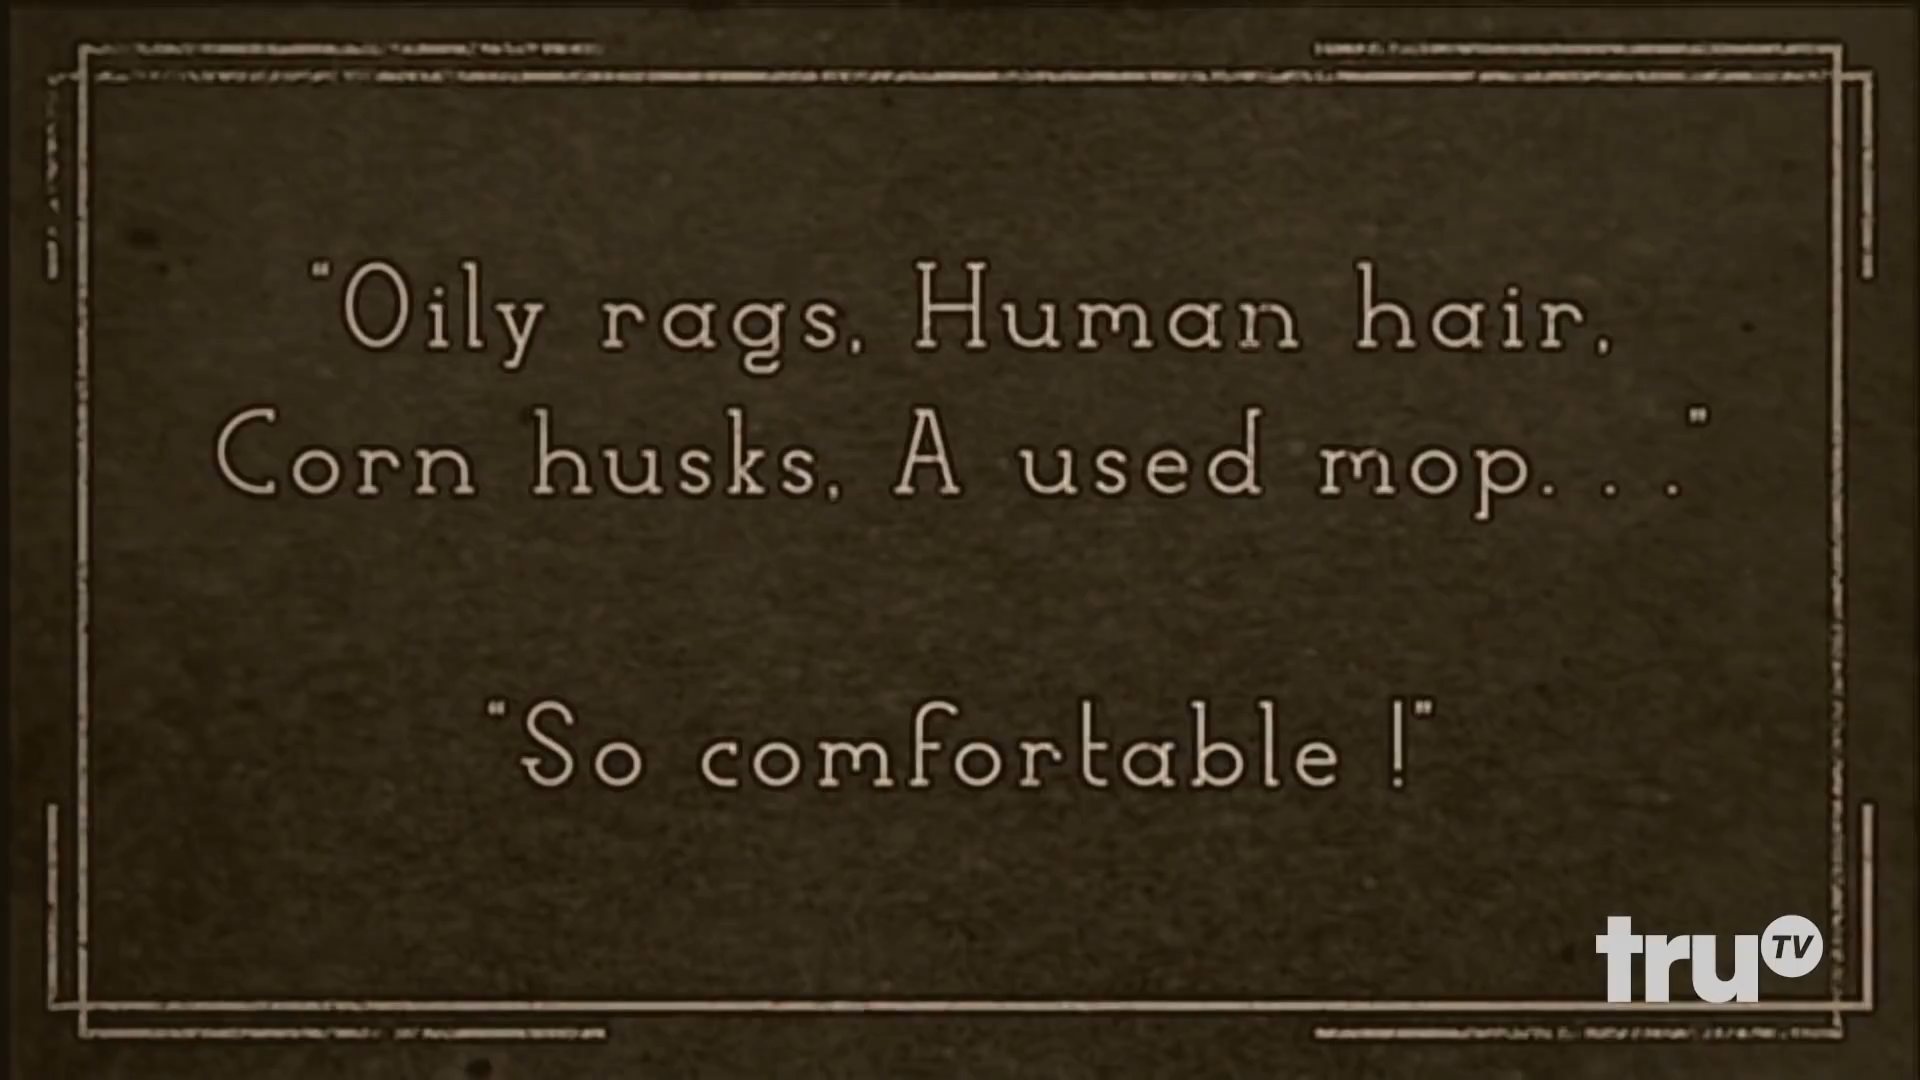 "Oily rags, Human hair,
Corn husks, A used mop. . ."
"So comfortable !"
truTV